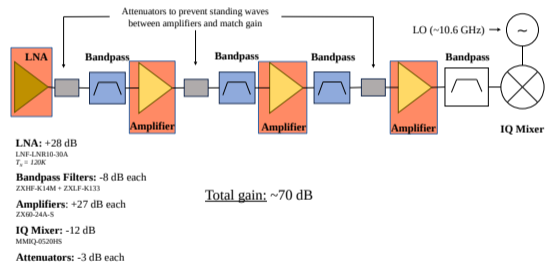 Attenuators to prevent standing waves
between amplifiers and match gain
LO (~10.6 GHz)
~
LNA
Bandpass
Bandpass
Bandpass
Bandpass
Amplifier
Amplifier
Amplifier
IQ Mixer
LNA: +28 dB
LNF-LNR10-30A
Bandpass Filters: -8 dB each
ZXHF-K14M + ZXLF-K133
Amplifiers: +27 dB each
ZX60-24A-S
IQ Mixer: -12 dB
MMIQ-0520HS
Attenuators: -3 dB each
Total gain: ~70 dB